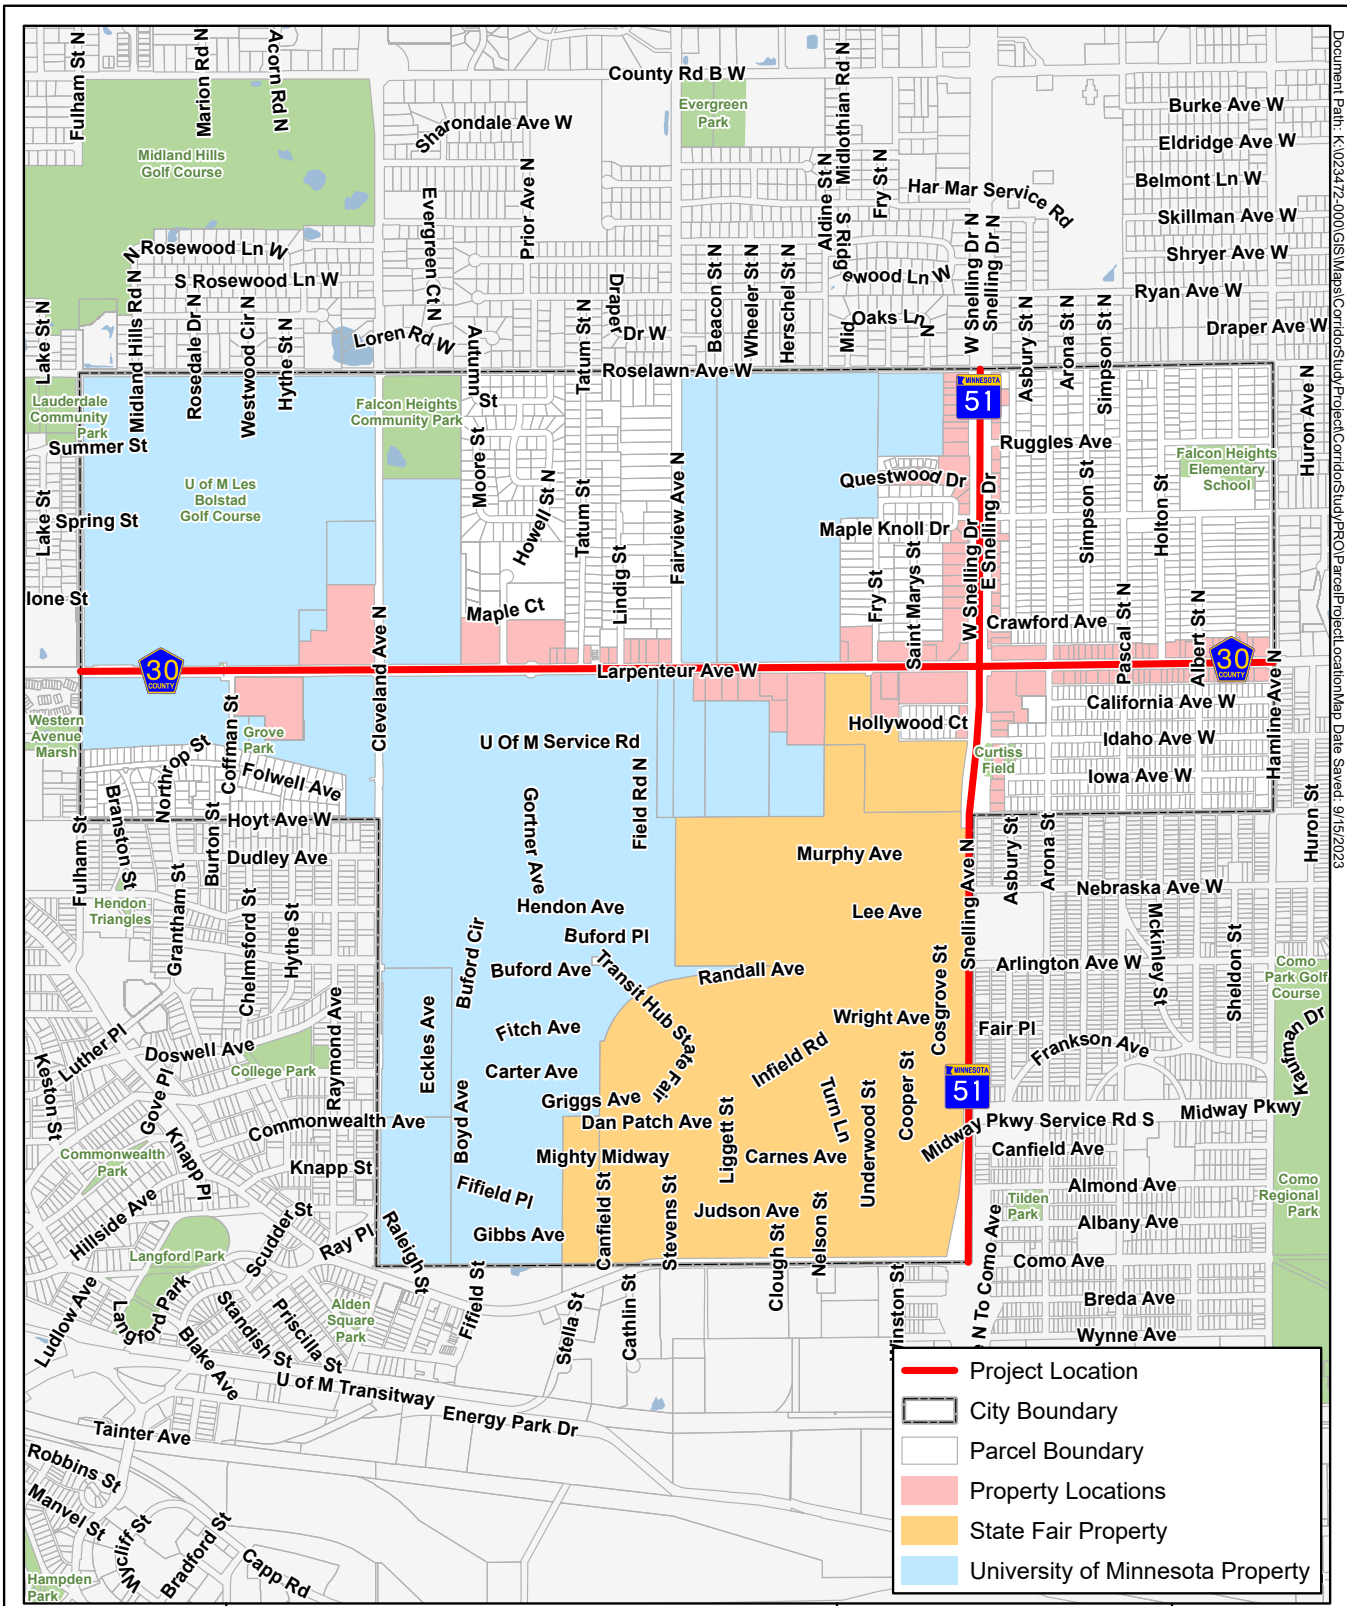 Document Path: K:\023472-000\GIS\Maps\CorridorStudyProject\CorridorStudyPRO\ParcelProjectLocationMap Date Saved: 9/15/2023
Fulham St N
Marion Rd N
Acorn Rd N
County Rd B W
Evergreen
Park
Midlothian Rd N
Burke Ave W
Sharondale Ave W
Eldridge Ave W
Midland Hills
Golf Course
Belmont Ln W
Fry St N
Aldine St N
Har Mar Service Rd
Evergreen Ct N
Prior Ave N
Skillman Ave W
S Ridg
ewood Ln W
W Snelling Dr N
Snelling Dr N
Rosewood Ln W
N
Shryer Ave W
S Rosewood Ln W
Ryan Ave W
Lake St N
Midland Hills Rd N
Rosedale Dr N
Westwood Cir N
Hythe St N
Loren Rd W
Autumn
St
Tatum St N
Draper
Dr W
Beacon St N
Wheeler St N
Herschel St N
Mid
Oaks Ln
N
Asbury St N
Arona St N
Simpson St N
Draper Ave W
Roselawn Ave W
MINNESOTA
51
Huron Ave N
Lauderdale
Community
Park
Falcon Heights
Community Park
Summer St
Ruggles Ave
Falcon Heights
Elementary
School
U of M Les
Bolstad
Golf Course
Moore St
Howell St N
Tatum St
Fairview Ave N
Questwood Dr
Lake St
Spring St
Maple Knoll Dr
E Snelling Dr
W Snelling Dr
Simpson St
Holton St
Lindig St
Ione St
Maple Ct
Fry St
Saint Marys St
Crawford Ave
Pascal St N
Albert St N
Cleveland Ave N
30
COUNTY
Larpenteur Ave W
30
COUNTY
Hamline Ave N
Western
Avenue
Marsh
Coffman St
Grove
Park
California Ave W
Hollywood Ct
U Of M Service Rd
Idaho Ave W
Curtiss
Field
Northrop St
Folwell Ave
Iowa Ave W
Branston St
Burton St
Gortner Ave
Field Rd N
Huron St
Hoyt Ave W
Fulham St
Dudley Ave
Murphy Ave
Snelling Ave N
Asbury St
Arona St
Nebraska Ave W
Hendon
Triangles
Grantham St
Chelmsford St
Hythe St
Hendon Ave
Lee Ave
Buford Pl
Buford Cir
Buford Ave
Randall Ave
Arlington Ave W
Mckinley St
Sheldon St
Como
Park Golf
Course
Transit Hub State Fair
Cosgrove St
Raymond Ave
Eckles Ave
Fitch Ave
Wright Ave
Fair Pl
Luther Pl
Doswell Ave
College Park
Infield Rd
Frankson Ave
Kaufman Dr
Keston St
Gove Pl
Carter Ave
Griggs Ave
MINNESOTA
51
Turn Ln
Underwood St
Cooper St
Commonwealth Ave
Boyd Ave
Dan Patch Ave
Liggett St
Midway Pkwy Service Rd S
Midway Pkwy
Commonwealth
Park
Knapp Pl
Knapp St
Mighty Midway
Carnes Ave
Canfield Ave
Fifield Pl
Almond Ave
Como
Regional
Park
Hillside Ave
Scudder St
Canfield St
Stevens St
Judson Ave
Nelson St
Tilden
Park
Albany Ave
Langford Park
Ray Pl
Raleigh St
Gibbs Ave
Clough St
Como Ave
Ludlow Ave
Langford Park
Fifield St
Winston St
e N To Como Ave
Breda Ave
Standish St
Priscilla St
Alden
Square
Park
Stella St
Cathlin St
Wynne Ave
Blake Ave
U of M Transitway
Energy Park Dr
Tainter Ave
Robbins St
Manvel St
Wycliff St
Bradford St
Capp Rd
Hampden
Park
Project Location
City Boundary
Parcel Boundary
Property Locations
State Fair Property
University of Minnesota Property